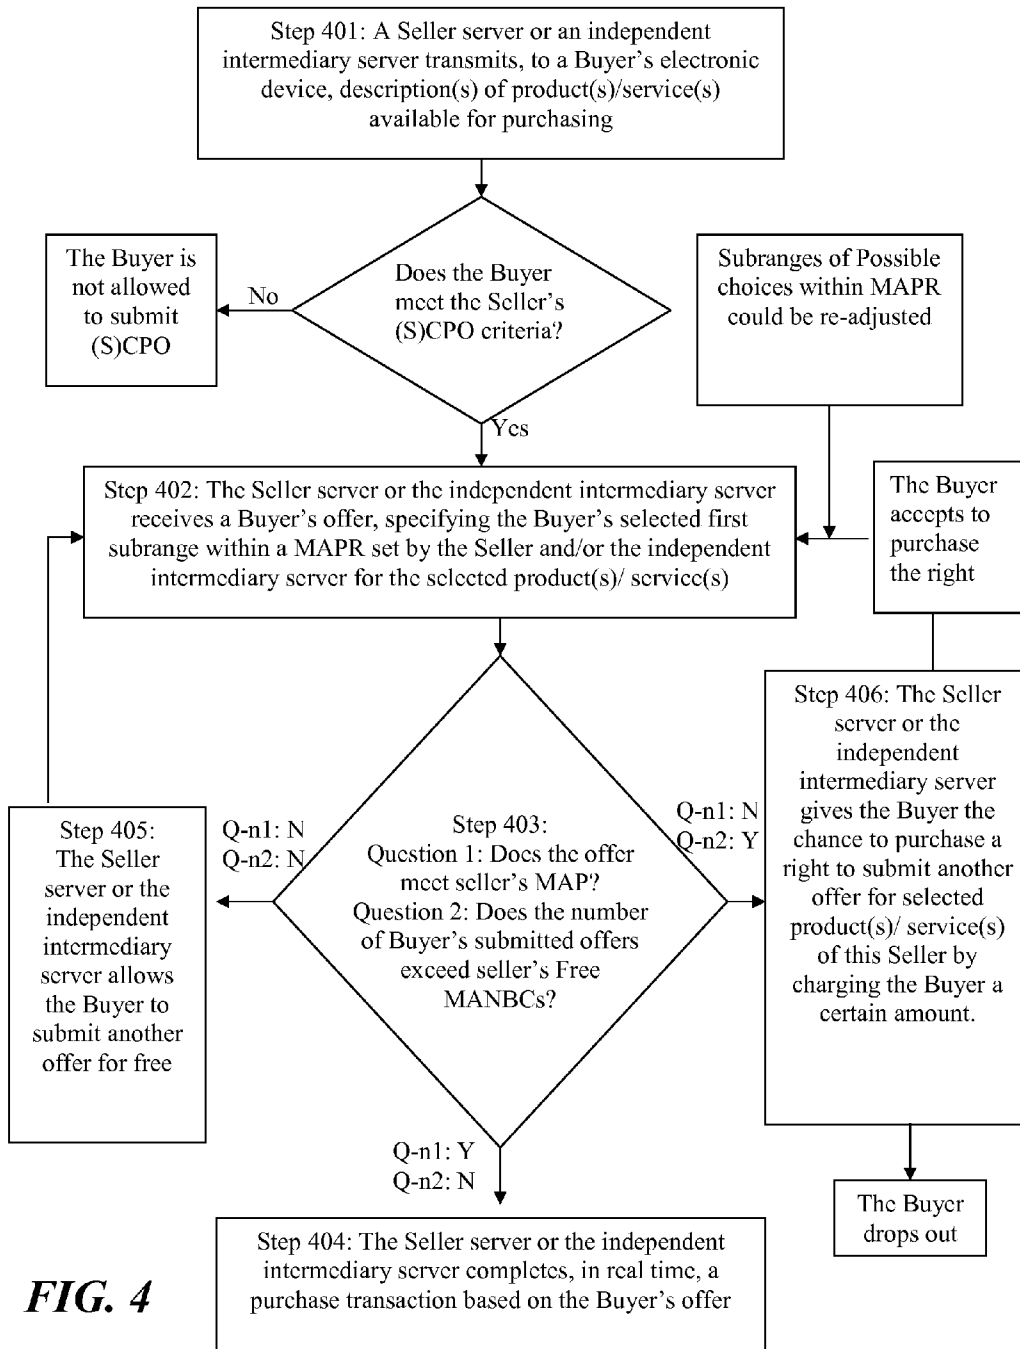 Step 401: A Seller server or an independent
intermediary server transmits, to a Buyer's electronic
device, description(s) of product(s)/service(s)
available for purchasing
The Buyer is
not allowed
to submit
(S)CPO
No
Does the Buyer
meet the Seller's
(S)CPO criteria?
Subranges of Possible
choices within MAPR
could be re-adjusted
Yes
Step 402: The Seller server or the independent intermediary server
receives a Buyer's offer, specifying the Buyer's selected first
subrange within a MAPR set by the Seller and/or the independent
intermediary server for the selected product(s)/ service(s)
The Buyer
accepts to
purchase
the right
Step 405:
The Seller
server or the
independent
intermediary
server allows
the Buyer to
submit another
offer for free
Q-n1: N
Q-n2: N
Step 403:
Question 1: Does the offer
meet seller's MAP?
Question 2: Does the number
of Buyer's submitted offers
exceed seller's Free
MANBCs?
Q-n1: N
Q-n2: Y
Step 406: The Seller
server or the
independent
intermediary server
gives the Buyer the
chance to purchase a
right to submit another
offer for selected
product(s)/ service(s)
of this Seller by
charging the Buyer a
certain amount.
Q-n1: Y
Q-n2: N
The Buyer
drops out
Step 404: The Seller server or the independent
intermediary server completes, in real time, a
purchase transaction based on the Buyer's offer
FIG. 4